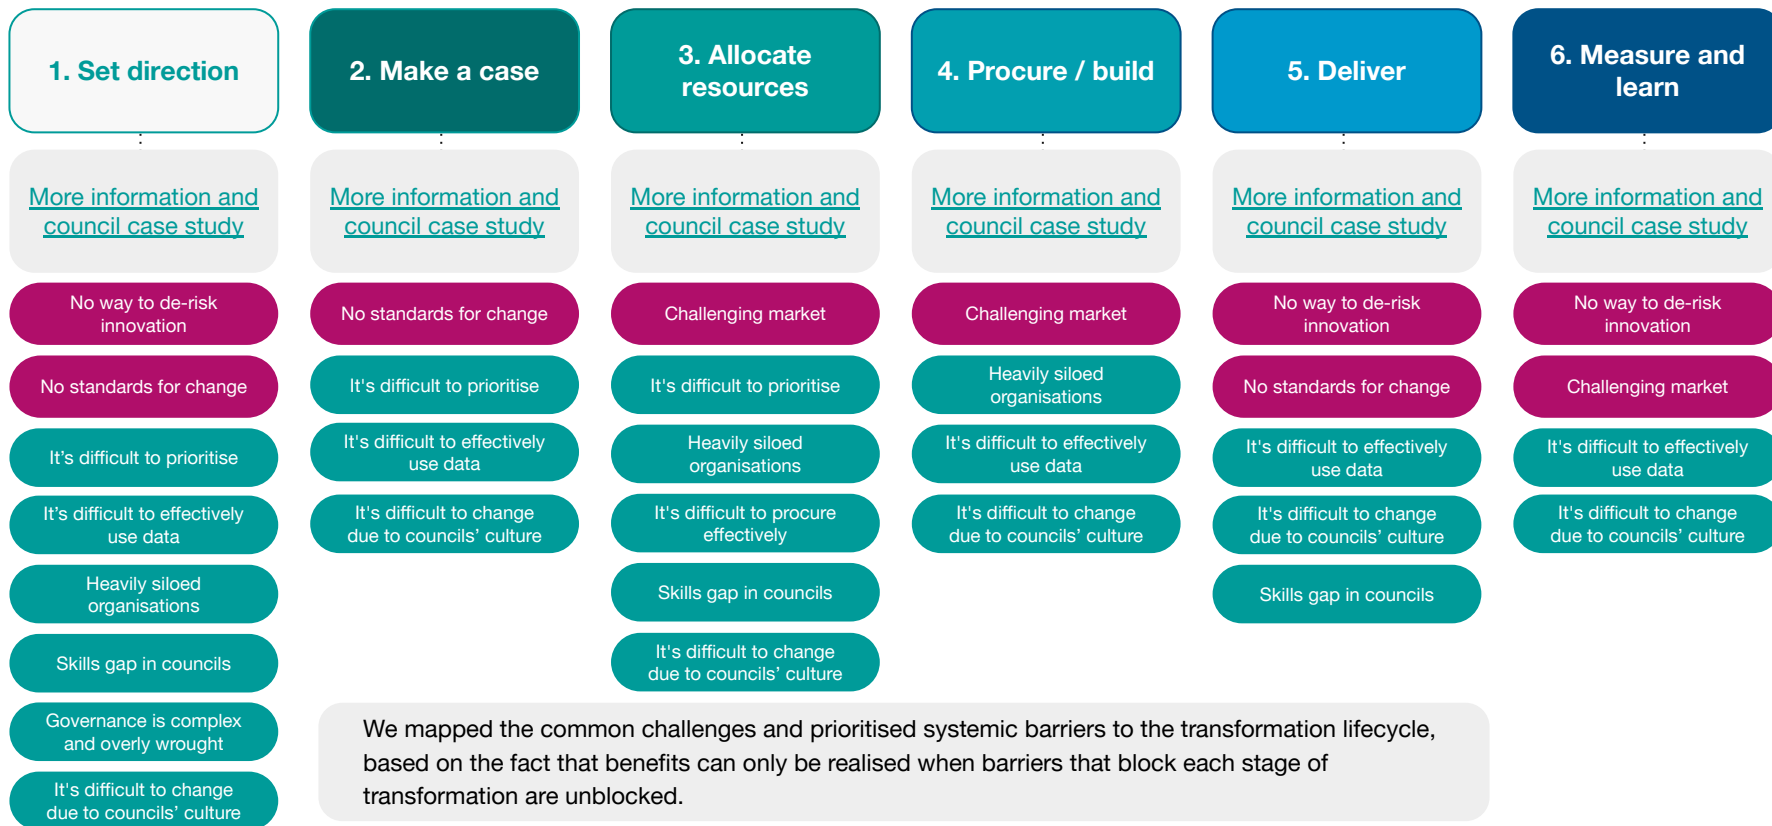 1. Set direction
More information and
council case study
No way to de-risk
innovation
No standards for change
It’s difficult to prioritise
It’s difficult to effectively
use data
Heavily siloed
organisations
Skills gap in councils
Governance is complex
and overly wrought
It's difficult to change
due to councils’ culture
2. Make a case
More information and
council case study
No standards for change
It's difficult to prioritise
It's difficult to effectively
use data
It's difficult to change
due to councils’ culture
3. Allocate
resources
More information and
council case study
Challenging market
It's difficult to prioritise
Heavily siloed
organisations
It's difficult to procure
effectively
Skills gap in councils
It's difficult to change
due to councils’ culture
4. Procure / build
More information and
council case study
Challenging market
Heavily siloed
organisations
It's difficult to effectively
use data
It's difficult to change
due to councils’ culture
5. Deliver
More information and
council case study
No way to de-risk
innovation
No standards for change
It's difficult to effectively
use data
It's difficult to change
due to councils’ culture
Skills gap in councils
6. Measure and
learn
More information and
council case study
No way to de-risk
innovation
Challenging market
It's difficult to effectively
use data
It's difficult to change
due to councils’ culture
We mapped the common challenges and prioritised systemic barriers to the transformation lifecycle,
based on the fact that benefits can only be realised when barriers that block each stage of
transformation are unblocked.